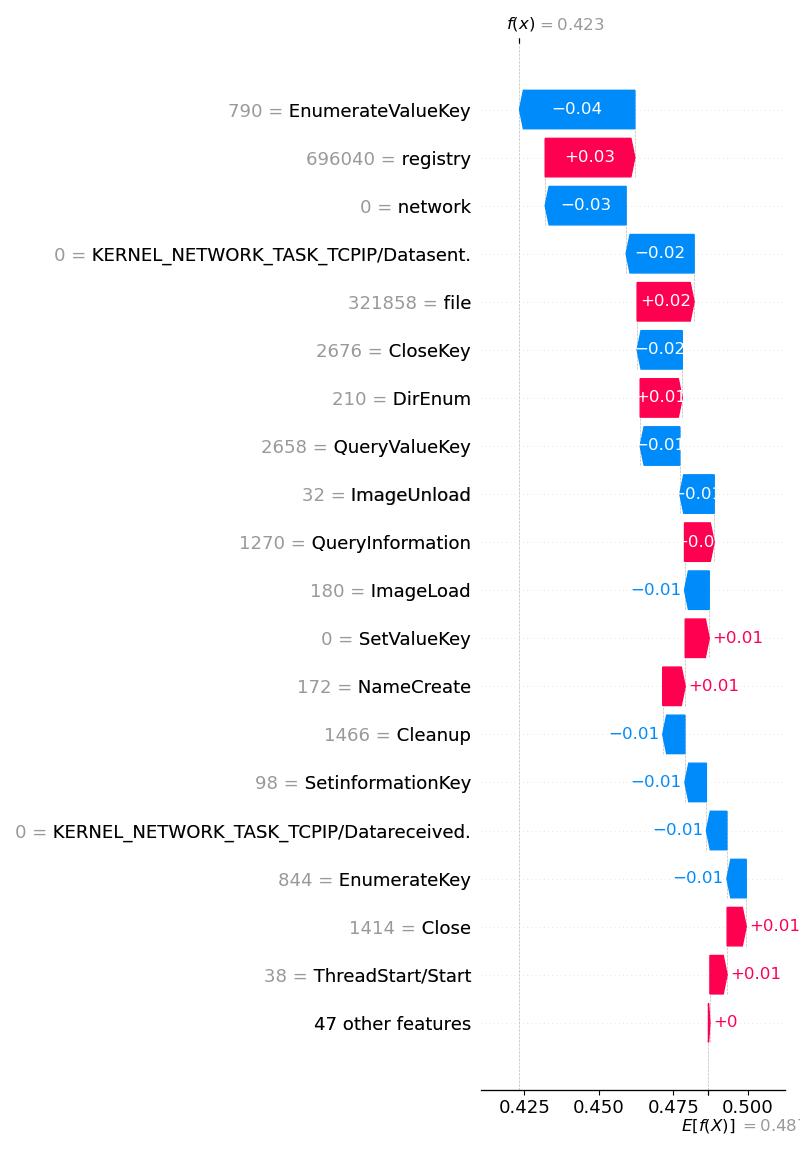 f(x) = 0.423
790 = EnumerateValueKey −0.04
696040 = registry +0.03
0 = network −0.03
0 = KERNEL_NETWORK_TASK_TCPIP/Datasent. −0.02
321858 = file +0.02
2676 = CloseKey −0.02
210 = DirEnum +0.01
2658 = QueryValueKey −0.01
32 = ImageUnload −0.01
1270 = QueryInformation
180 = ImageLoad −0.01
0 = SetValueKey +0.01
172 = NameCreate +0.01
1466 = Cleanup −0.01
98 = SetinformationKey −0.01
0 = KERNEL_NETWORK_TASK_TCPIP/Datareceived. −0.01
844 = EnumerateKey −0.01
1414 = Close +0.01
38 = ThreadStart/Start +0.01
47 other features +0
0.425 0.450 0.475 0.500
E[f(X)] = 0.487